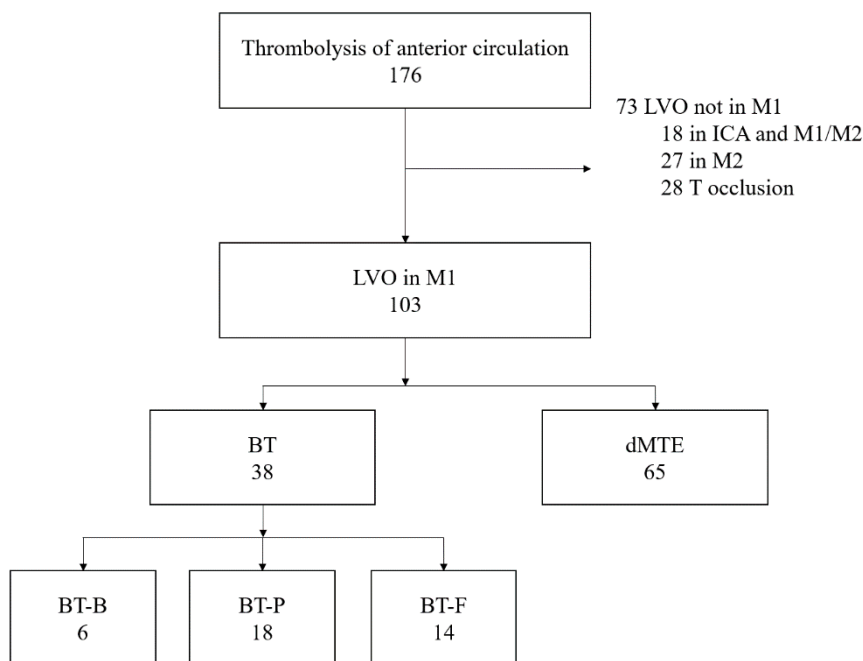 Thrombolysis of anterior circulation
176
73 LVO not in M1
18 in ICA and M1/M2
27 in M2
28 T occlusion
LVO in M1
103
BT
38
dMTE
65
BT-B
6
BT-P
18
BT-F
14